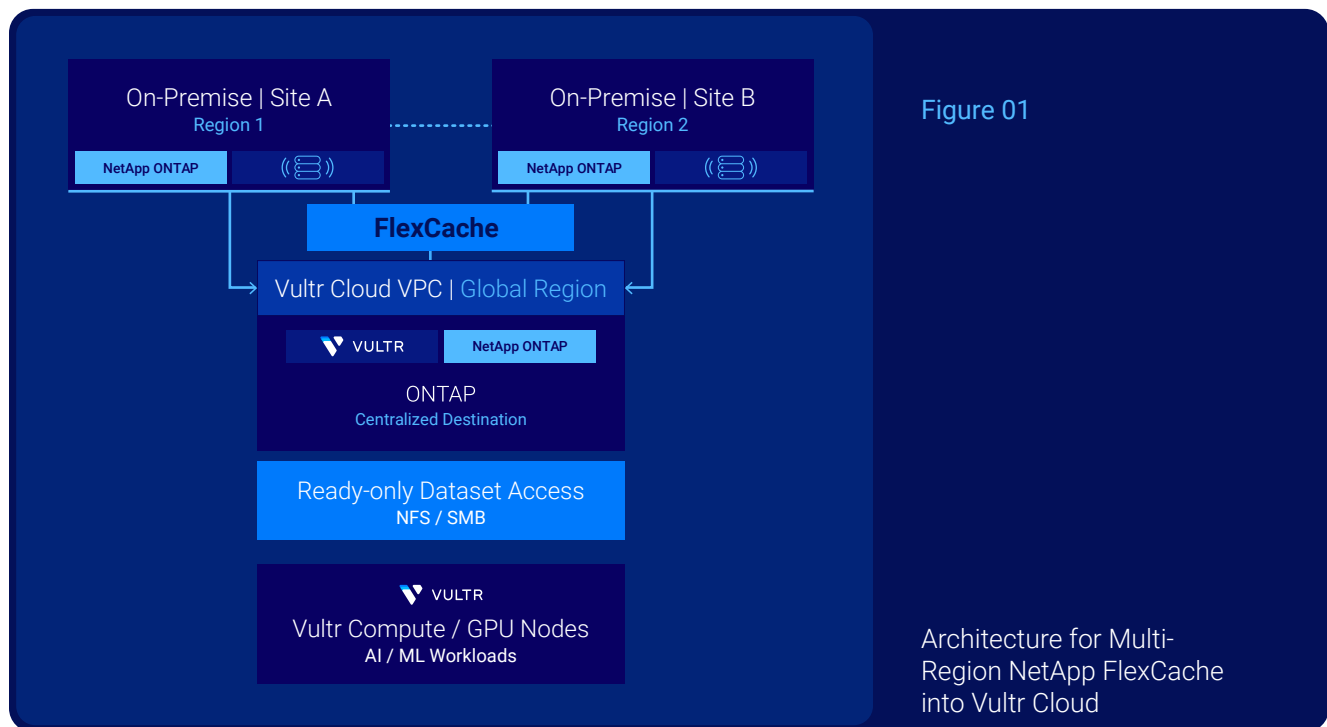 On-Premise | Site A
Region 1
NetApp ONTAP
On-Premise | Site B
Region 2
NetApp ONTAP
Figure 01
FlexCache
Vultr Cloud VPC | Global Region
VULTR
NetApp ONTAP
ONTAP
Centralized Destination
Ready-only Dataset Access
NFS / SMB
VULTR
Vultr Compute / GPU Nodes
AI / ML Workloads
Architecture for Multi-
Region NetApp FlexCache
into Vultr Cloud